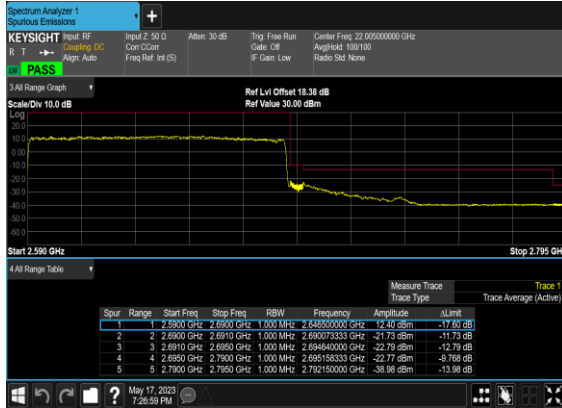 Spectrum Analyzer 1
Spurious Emissions
+
KEYSIGHT Input: RF Input Z: 50 Ω Atten: 30 dB Trig: Free Run Center Freq: 22.005000000 GHz
R T Coupling: DC Corr CCorr Gate: Off Avg|Hold: 100/100
Align: Auto Freq Ref: Int (S) IF Gain: Low Radio Std: None
PASS
3 All Range Graph
Ref Lvl Offset 18.38 dB
Scale/Div 10.0 dB Ref Value 30.00 dBm
Log
20.0
10.0
0.00
-10.0
-20.0
-30.0
-40.0
-50.0
-60.0
Start 2.590 GHz Stop 2.795 GH
4 All Range Table
Measure Trace Trace 1
Trace Type Trace Average (Active)
Spur Range Start Freq Stop Freq RBW Frequency Amplitude ΔLimit
1 1 2.5900 GHz 2.6900 GHz 1.000 MHz 2.646500000 GHz 12.40 dBm -17.60 dB
2 2 2.6900 GHz 2.6910 GHz 1.000 MHz 2.690073333 GHz -21.73 dBm -11.73 dB
3 3 2.6910 GHz 2.6950 GHz 1.000 MHz 2.694640000 GHz -22.79 dBm -12.79 dB
4 4 2.6950 GHz 2.7900 GHz 1.000 MHz 2.695158333 GHz -22.77 dBm -9.768 dB
5 5 2.7900 GHz 2.7950 GHz 1.000 MHz 2.792150000 GHz -38.98 dBm -13.98 dB
?
May 17, 2023
7:26:59 PM